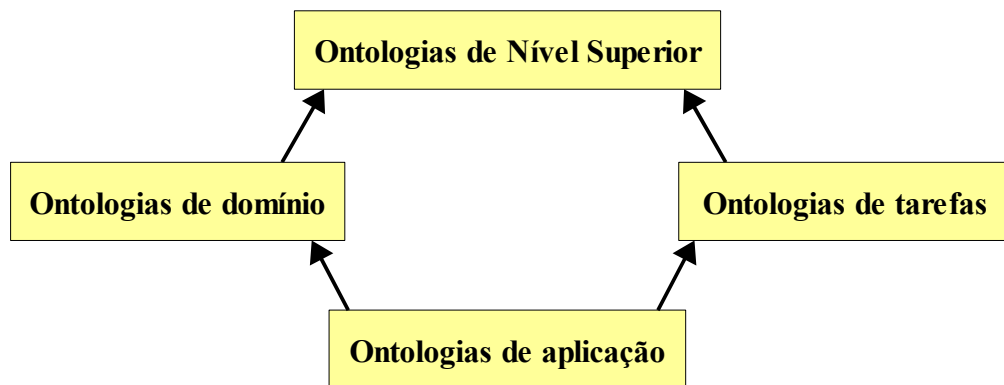 Ontologias de Nível Superior
Ontologias de domínio
Ontologias de tarefas
Ontologias de aplicação